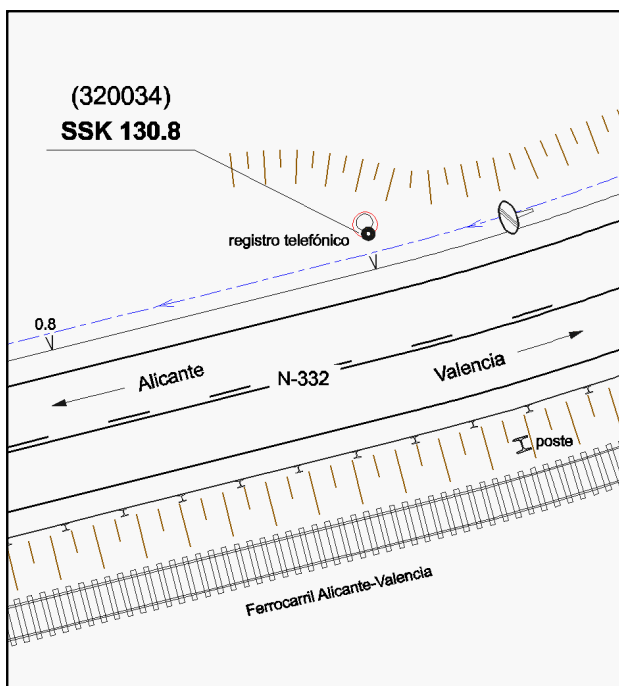 (320034)
SSK 130.8
registro telefónico
0.8
Alicante
N-332
Valencia
poste
Ferrocarril Alicante-Valencia